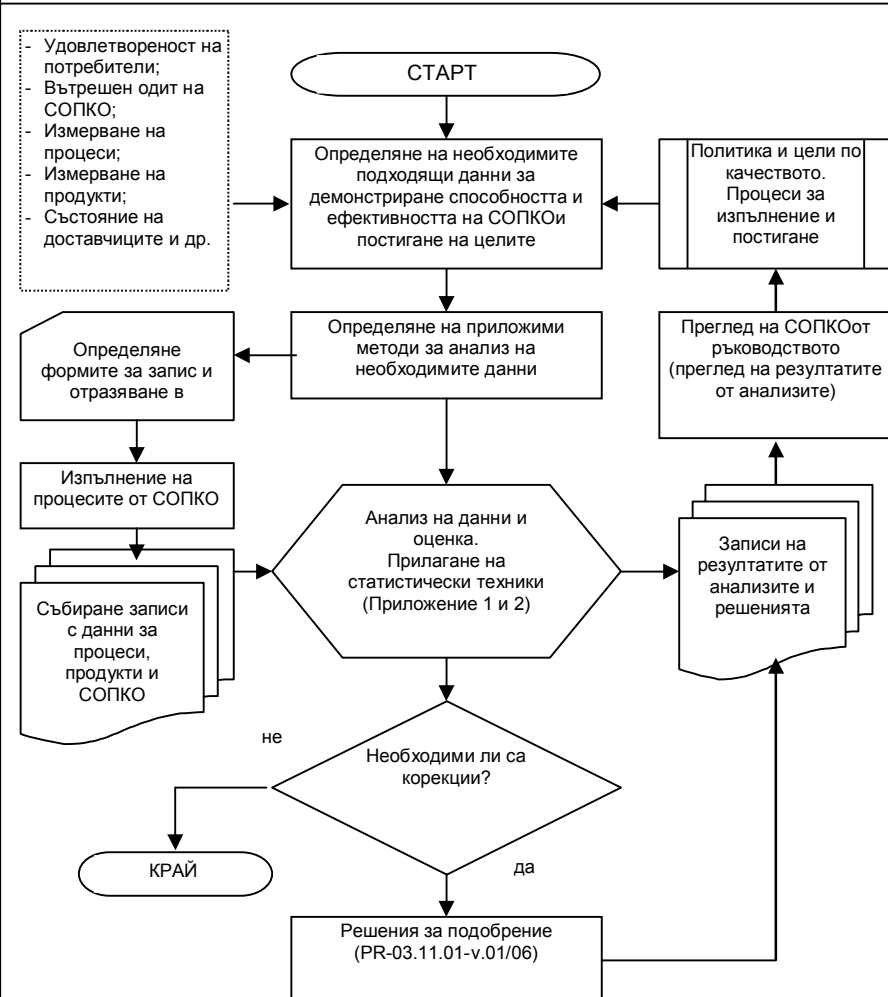 - Удовлетвореност на
потребители;
- Вътрешен одит на
СОПКО;
- Измерване на
процеси;
- Измерване на
продукти;
- Състояние на
доставчиците и др.
СТАРТ
Определяне на необходимите
подходящи данни за
демонстриране способността и
ефективността на СОПКОи
постигане на целите
Политика и цели по
качеството.
Процеси за
изпълнение и
постигане
Определяне на приложими
методи за анализ на
необходимите данни
Определяне
формите за запис и
отразяване в
Преглед на СОПКОот
ръководството
(преглед на резултатите
от анализите)
Изпълнение на
процесите от СОПКО
Анализ на данни и
оценка.
Прилагане на
статистически техники
(Приложение 1 и 2)
Записи на
резултатите от
анализите и
решенията
Събиране записи
с данни за
процеси,
продукти и
СОПКО
не
Необходими ли са
корекции?
КРАЙ
да
Решения за подобрение
(PR-03.11.01-v.01/06)